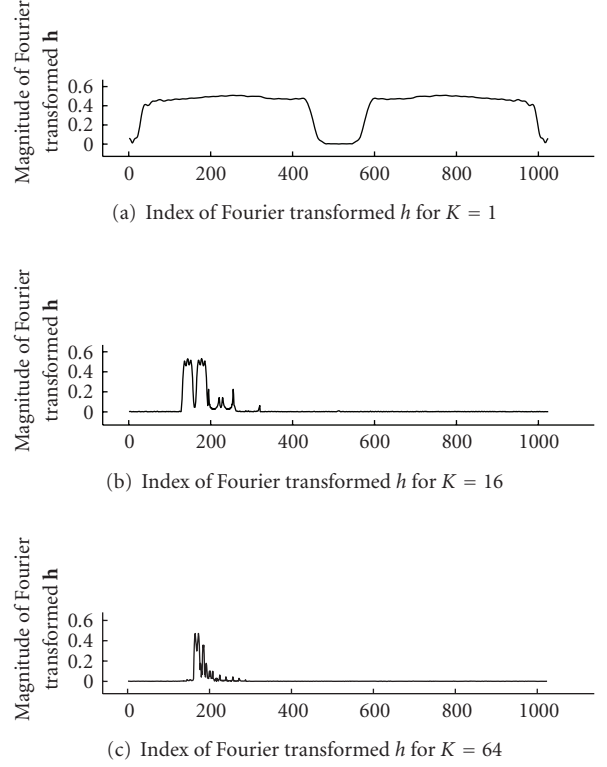 Magnitude of Fourier
transformed h
0.6
0.4
0.2
0
0 200 400 600 800 1000
(a) Index of Fourier transformed h for K = 1
Magnitude of Fourier
transformed h
0.6
0.4
0.2
0
0 200 400 600 800 1000
(b) Index of Fourier transformed h for K = 16
Magnitude of Fourier
transformed h
0.6
0.4
0.2
0
0 200 400 600 800 1000
(c) Index of Fourier transformed h for K = 64